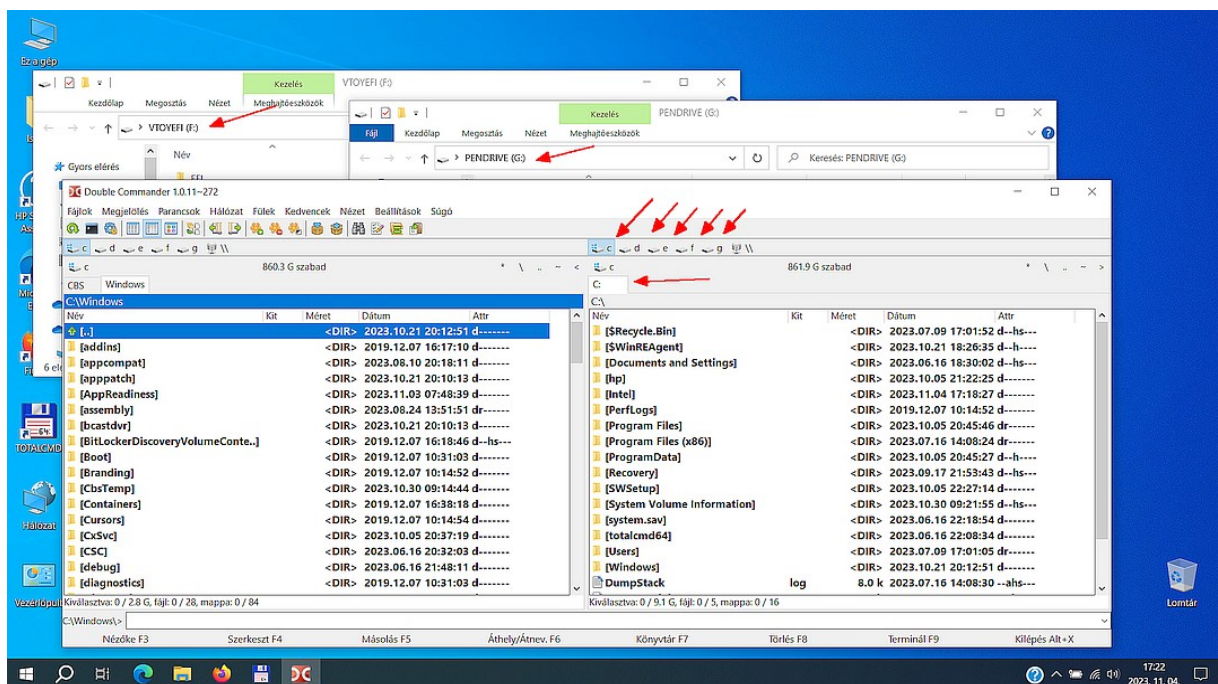 Ez a gép
Kezelés VTOYEFI (F:)
Kezdőlap Megosztás Nézet Meghajtóeszközök
VTOYEFI (F:)
Gyors elérés
Név
EFI
Kezelés PENDRIVE (G:)
Fájl Kezdőlap Megosztás Nézet Meghajtóeszközök
PENDRIVE (G:)
Keresés: PENDRIVE (G:)
Double Commander 1.0.11~272
Fájlok Megjelölés Parancsok Hálózat Fülek Kedvencek Nézet Beállítások Súgó
c d e f g \\
c d e f g \\
c 860.3 G szabad * \ .. ~ <
c 861.9 G szabad * \ .. ~ >
CBS Windows
C:
C:\Windows
C:\
Név Kit Méret Dátum Attr
[..] <DIR> 2023.10.21 20:12:51 d-------
[addins] <DIR> 2019.12.07 16:17:10 d-------
[appcompat] <DIR> 2023.08.10 20:18:11 d-------
[apppatch] <DIR> 2023.10.21 20:10:13 d-------
[AppReadiness] <DIR> 2023.11.03 07:48:39 d-------
[assembly] <DIR> 2023.08.24 13:51:51 dr------
[bcastdvr] <DIR> 2023.10.21 20:10:13 d-------
[BitLockerDiscoveryVolumeConte..] <DIR> 2019.12.07 16:18:46 d--hs---
[Boot] <DIR> 2019.12.07 10:31:03 d-------
[Branding] <DIR> 2019.12.07 10:14:52 d-------
[CbsTemp] <DIR> 2023.10.30 09:14:44 d-------
[Containers] <DIR> 2019.12.07 16:38:18 d-------
[Cursors] <DIR> 2019.12.07 10:14:54 d-------
[CxSvc] <DIR> 2023.10.05 20:37:19 d-------
[CSC] <DIR> 2023.06.16 20:32:03 d-------
[debug] <DIR> 2023.06.16 21:48:11 d-------
[diagnostics] <DIR> 2019.12.07 10:31:03 d-------
Kiválasztva: 0 / 2.8 G, fájl: 0 / 28, mappa: 0 / 84
Név Kit Méret Dátum Attr
[$Recycle.Bin] <DIR> 2023.07.09 17:01:52 d--hs---
[$WinREAgent] <DIR> 2023.10.21 18:26:35 d--h----
[Documents and Settings] <DIR> 2023.06.16 18:30:02 d--hs---
[hp] <DIR> 2023.10.05 21:22:25 d-------
[Intel] <DIR> 2023.11.04 17:18:27 d-------
[PerfLogs] <DIR> 2019.12.07 10:14:52 d-------
[Program Files] <DIR> 2023.10.05 20:45:46 dr------
[Program Files (x86)] <DIR> 2023.07.16 14:08:24 dr------
[ProgramData] <DIR> 2023.10.05 20:45:27 d--h----
[Recovery] <DIR> 2023.09.17 21:53:43 d--hs---
[SWSetup] <DIR> 2023.10.05 22:27:14 d-------
[System Volume Information] <DIR> 2023.10.30 09:21:55 d--hs---
[system.sav] <DIR> 2023.06.16 22:18:54 d-------
[totalcmd64] <DIR> 2023.06.16 22:08:34 d-------
[Users] <DIR> 2023.07.09 17:01:05 dr------
[Windows] <DIR> 2023.10.21 20:12:51 d-------
DumpStack log 8.0 k 2023.07.16 14:08:30 --ahs---
Kiválasztva: 0 / 9.1 G, fájl: 0 / 5, mappa: 0 / 16
C:\Windows\>
Nézőke F3 Szerkeszt F4 Másolás F5 Áthely/Átnev. F6 Könyvtár F7 Törlés F8 Terminál F9 Kilépés Alt+X
HP S
Mic
6 el
64
TOTALCMD
Hálózat
Vezérlőpul
Lomtár
17:22
2023. 11. 04.